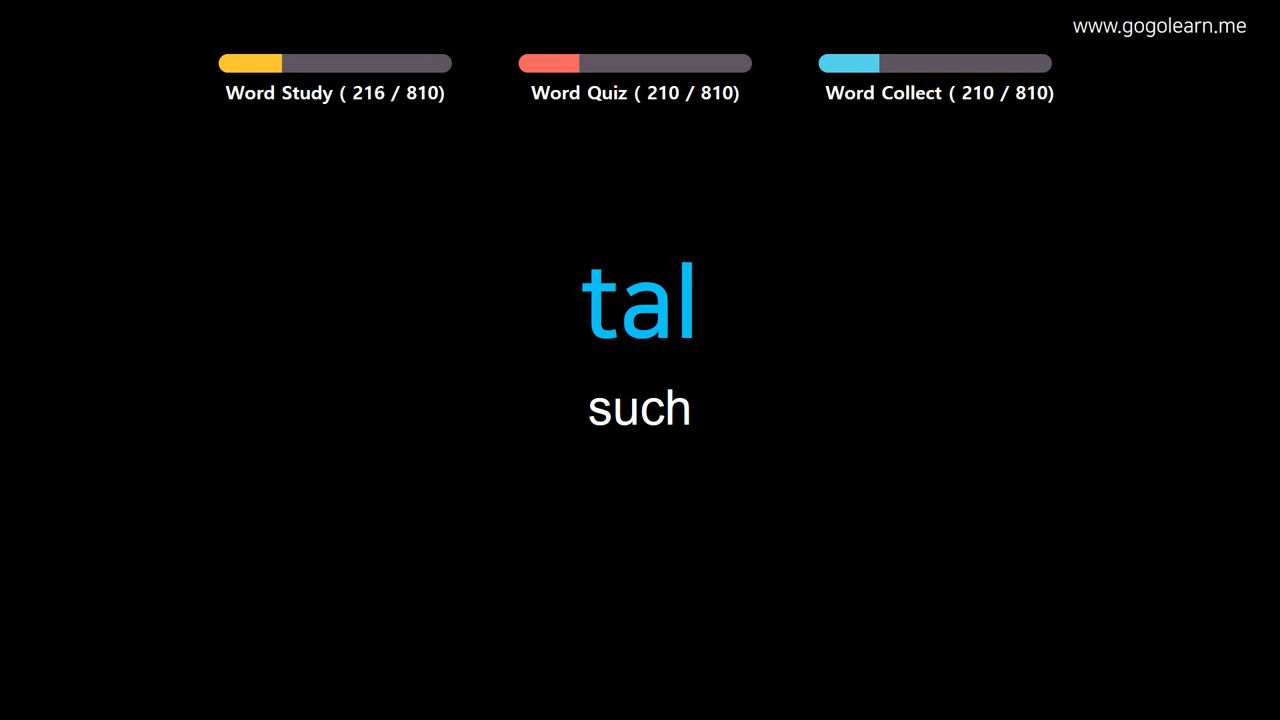 www.gogolearn.me
Word Study ( 216 / 810)
Word Quiz ( 210 / 810)
Word Collect ( 210 / 810)
tal
such